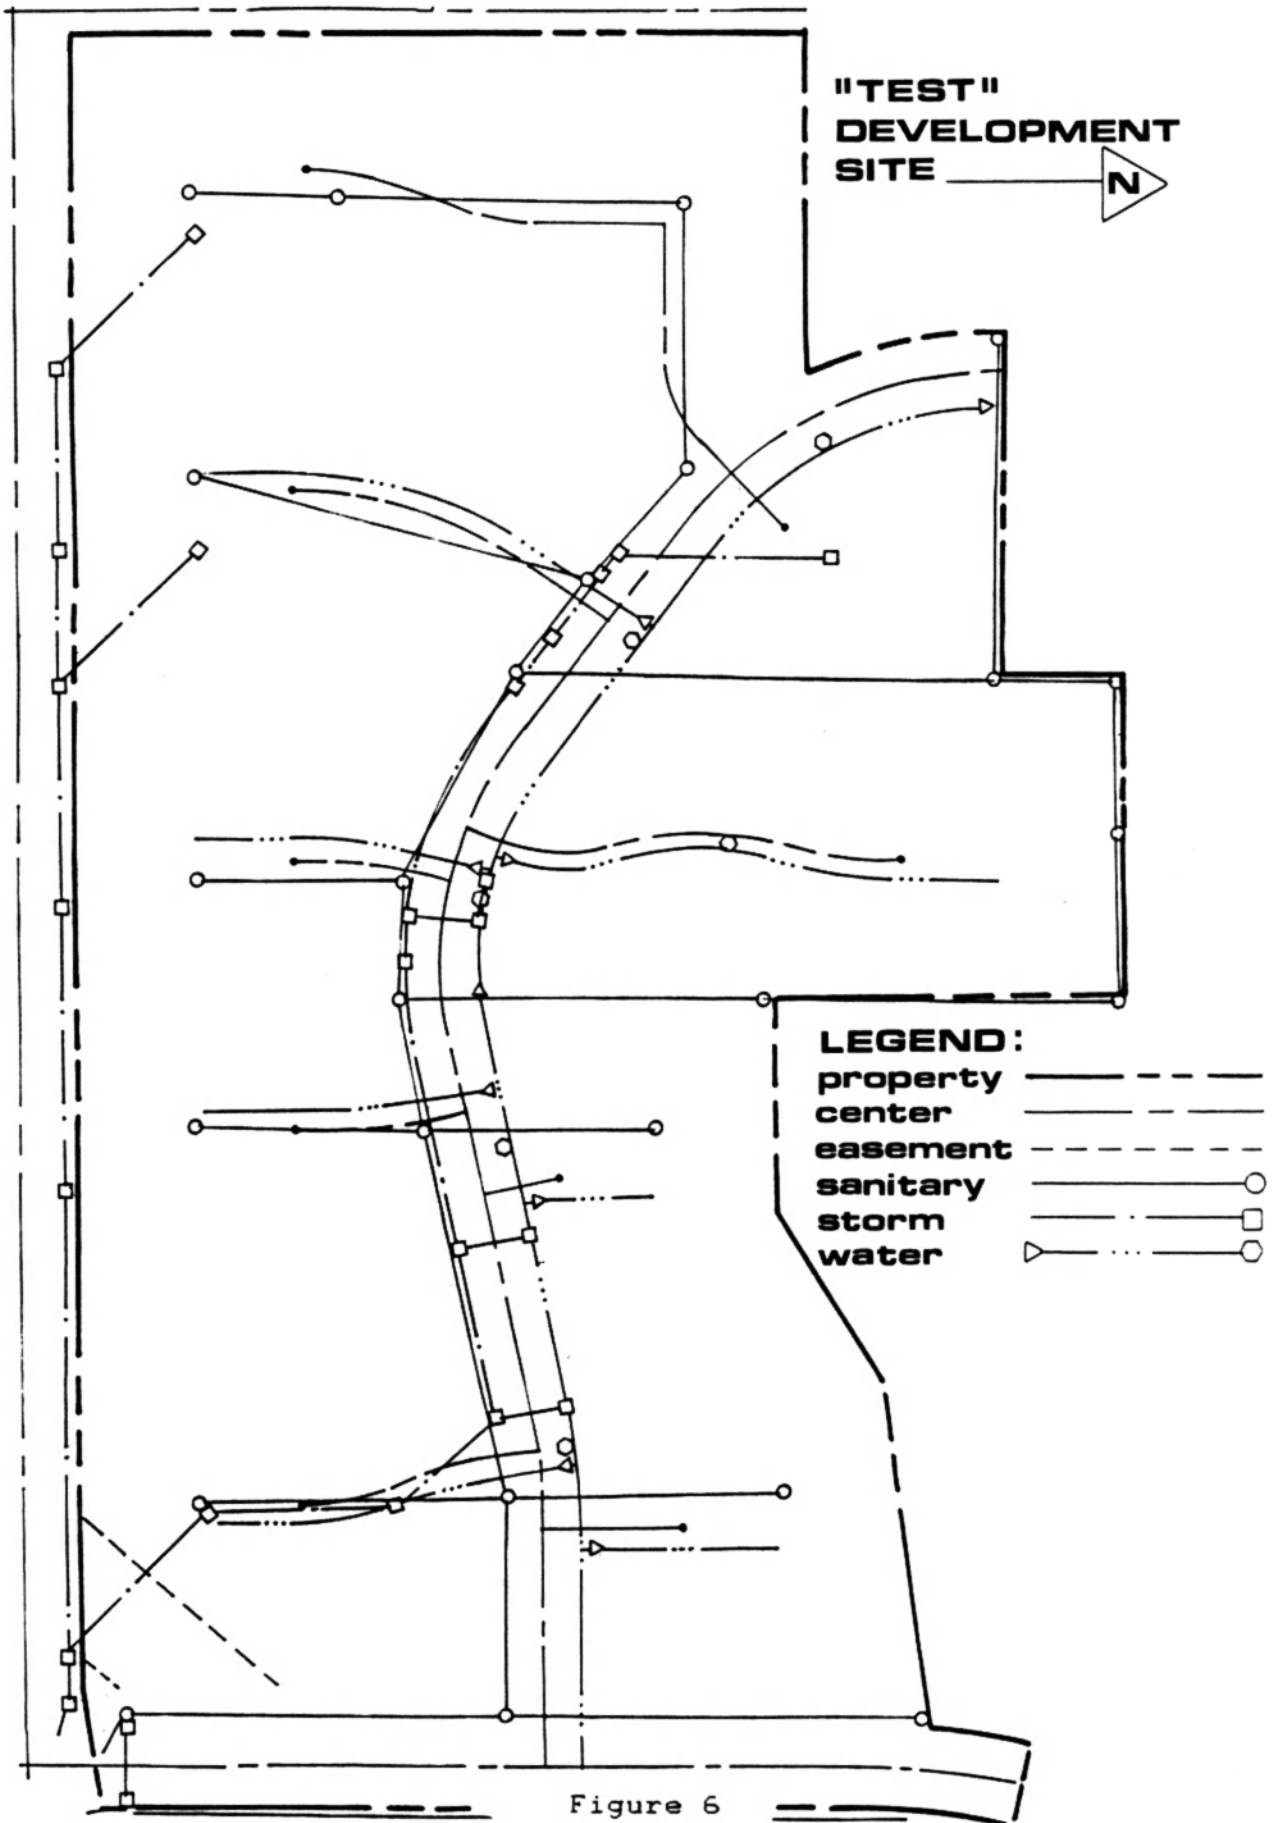 "TEST"
DEVELOPMENT
SITE
N
LEGEND:
property
center
easement
sanitary
storm
water
Figure 6